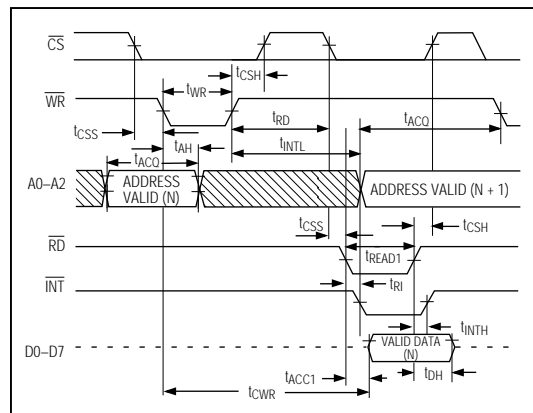 CS
tCSH
tWR
WR
tCSS
tAH
tRD
tACQ
tACQ
tINTL
A0–A2
ADDRESS
VALID (N)
ADDRESS VALID (N + 1)
tCSS
tCSH
RD
tREAD1
tRI
INT
tINTH
D0–D7
VALID DATA
(N)
tACC1
tDH
tCWR